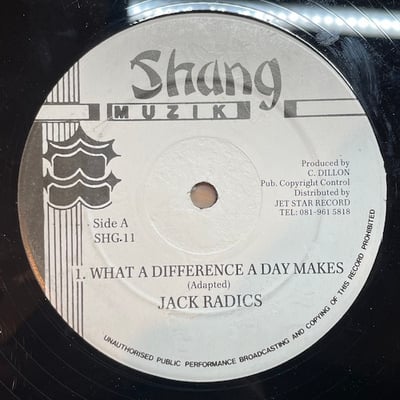 Shang
MUZIK
Produced by
C. DILLON
Pub. Copyright Control
Distributed by
JET STAR RECORD
TEL: 081-961 5818
Side A
SHG-11
1. WHAT A DIFFERENCE A DAY MAKES
(Adapted)
JACK RADICS
UNAUTHORISED PUBLIC PERFORMANCE BROADCASTING AND COPYING OF THIS RECORD PROHIBITED